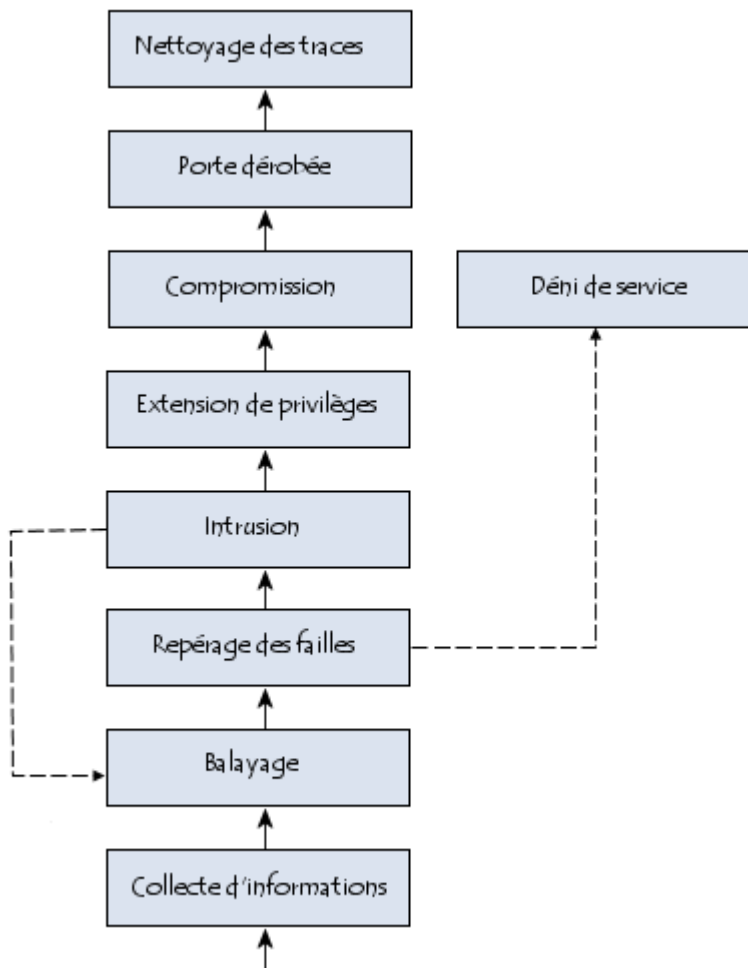 Nettoyage des traces
Porte dérobée
Compromission
Déni de service
Extension de privilèges
Intrusion
Repérage des failles
Balayage
Collecte d'informations